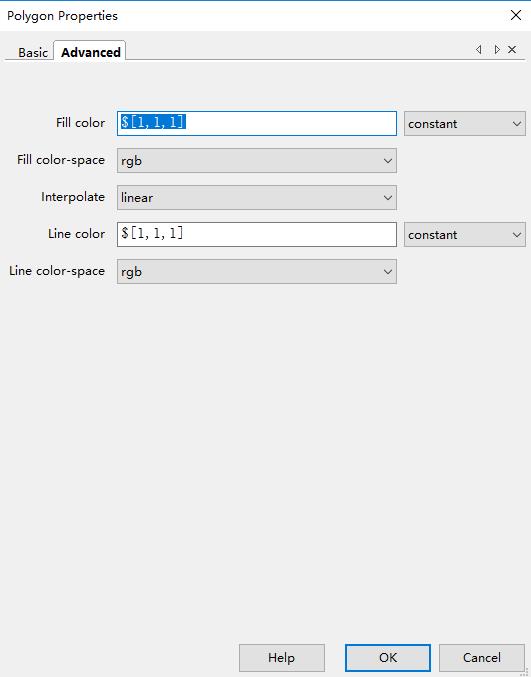 Polygon Properties
Basic Advanced
Fill color $[1,1,1] constant
Fill color-space rgb
Interpolate linear
Line color $[1,1,1] constant
Line color-space rgb
Help OK Cancel